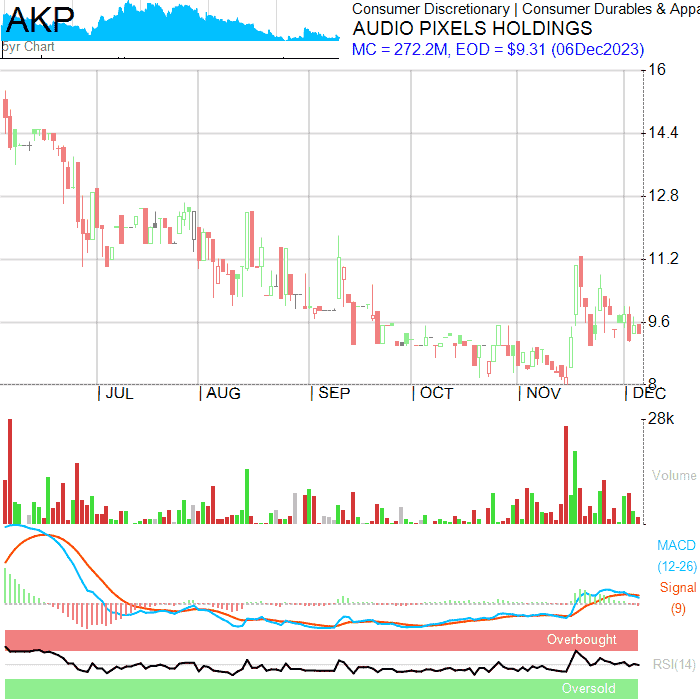 AKP
5yr Chart
Consumer Discretionary | Consumer Durables & Appa
AUDIO PIXELS HOLDINGS
MC = 272.2M, EOD = $9.31 (06Dec2023)
16
14.4
12.8
11.2
9.6
8
| JUL | AUG | SEP | OCT | NOV | DEC
28k
Volume
MACD
(12-26)
Signal
(9)
Overbought
RSI(14)
Oversold